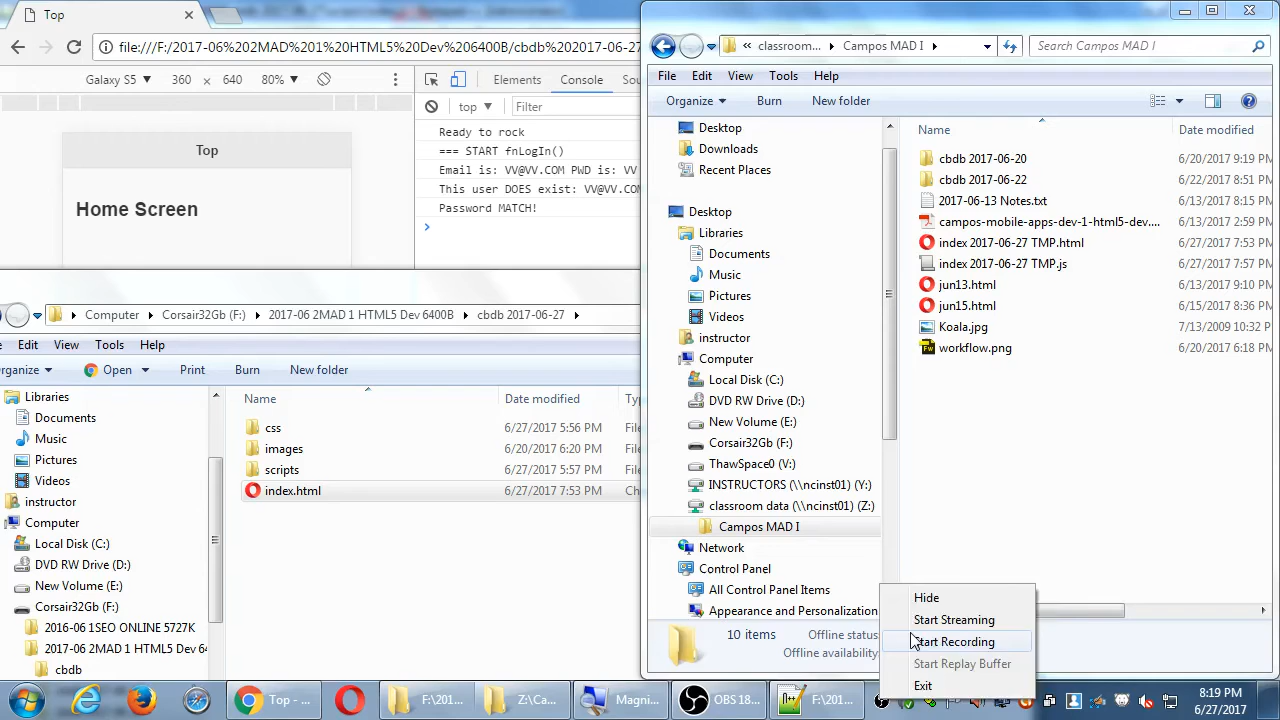 Top
file:///F:/2017-06%202MAD%201%20HTML5%20Dev%206400B/cbdb%202017-06-27
Galaxy S5 360 × 640 80%
Elements Console Sou
top Filter
Ready to rock
=== START fnLogIn()
Email is: VV@VV.COM PWD is: VV
This user DOES exist: VV@VV.COM
Password MATCH!
Top
Home Screen
Computer Corsair32Gb (F:) 2017-06 2MAD 1 HTML5 Dev 6400B cbdb 2017-06-27
Edit View Tools Help
rganize Open Print Burn New folder
Libraries
Documents
Music
Pictures
Videos
instructor
Computer
Local Disk (C:)
DVD RW Drive (D:)
New Volume (E:)
Corsair32Gb (F:)
2016-06 1SEO ONLINE 5727K
2017-06 2MAD 1 HTML5 Dev 64
cbdb
Name Date modified Ty
css 6/27/2017 5:56 PM File
images 6/20/2017 6:20 PM File
scripts 6/27/2017 5:57 PM File
index.html 6/27/2017 7:53 PM Ch
« classroom... Campos MAD I
Search Campos MAD I
File Edit View Tools Help
Organize Burn New folder
Desktop
Downloads
Recent Places
Desktop
Libraries
Documents
Music
Pictures
Videos
instructor
Computer
Local Disk (C:)
DVD RW Drive (D:)
New Volume (E:)
Corsair32Gb (F:)
ThawSpace0 (V:)
INSTRUCTORS (\\ncinst01) (Y:)
classroom data (\\ncinst01) (Z:)
Campos MAD I
Network
Control Panel
All Control Panel Items
Appearance and Personalization
Name Date modified
cbdb 2017-06-20 6/20/2017 9:19 PM
cbdb 2017-06-22 6/22/2017 8:51 PM
2017-06-13 Notes.txt 6/13/2017 8:15 PM
campos-mobile-apps-dev-1-html5-dev.... 6/13/2017 2:59 PM
index 2017-06-27 TMP.html 6/27/2017 7:53 PM
index 2017-06-27 TMP.js 6/27/2017 7:57 PM
jun13.html 6/13/2017 9:10 PM
jun15.html 6/15/2017 8:36 PM
Koala.jpg 7/13/2009 10:32 P
workflow.png 6/20/2017 6:18 PM
10 items Offline status:
Offline availability:
Hide
Start Streaming
Start Recording
Start Replay Buffer
Exit
Top - ...
F:\201...
Z:\Ca...
Magni...
OBS 18...
F:\201...
8:19 PM
6/27/2017